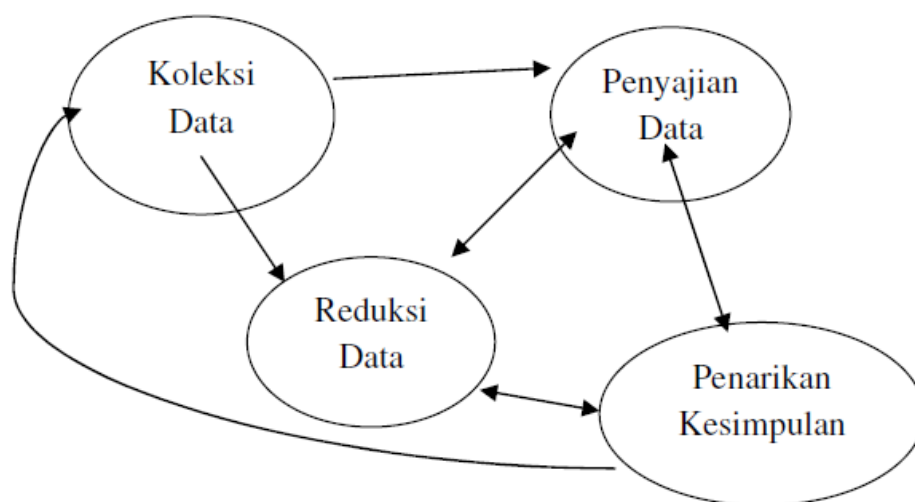 Koleksi
Data
Penyajian
Data
Reduksi
Data
Penarikan
Kesimpulan